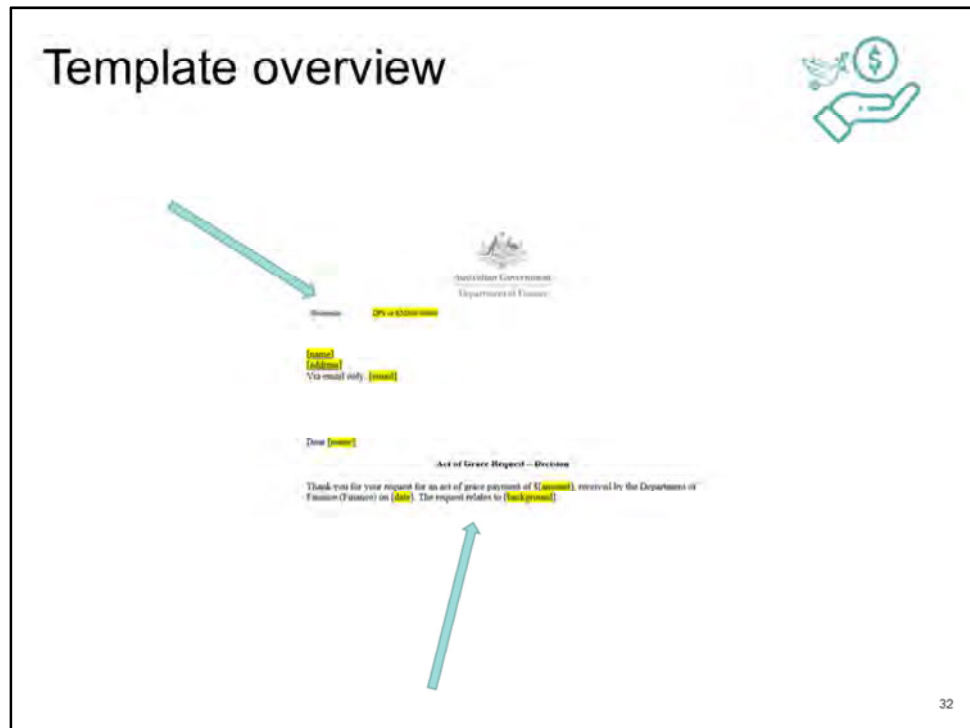 Template overview
$
Australian Government
Department of Finance
Reference
[name]
[address]
Via email only: [email]
Dear [name]
Act of Grace Request – Decision
Thank you for your request for an act of grace payment of $[amount], received by the Department of
Finance (Finance) on [date]. The request relates to [background]
32